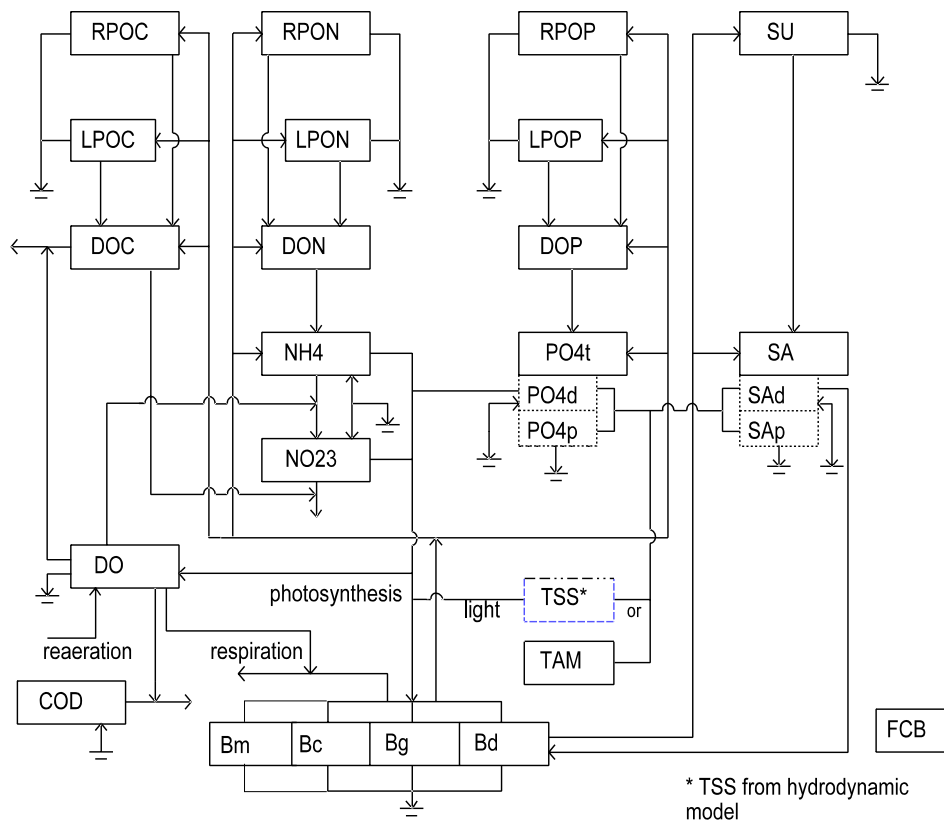 RPOC
RPON
RPOP
SU
LPOC
LPON
LPOP
DOC
DON
DOP
NH4
PO4t
SA
PO4d
SAd
PO4p
SAp
NO23
DO
photosynthesis
light
TSS*
or
reaeration
respiration
TAM
COD
Bm
Bc
Bg
Bd
FCB
* TSS from hydrodynamic
model